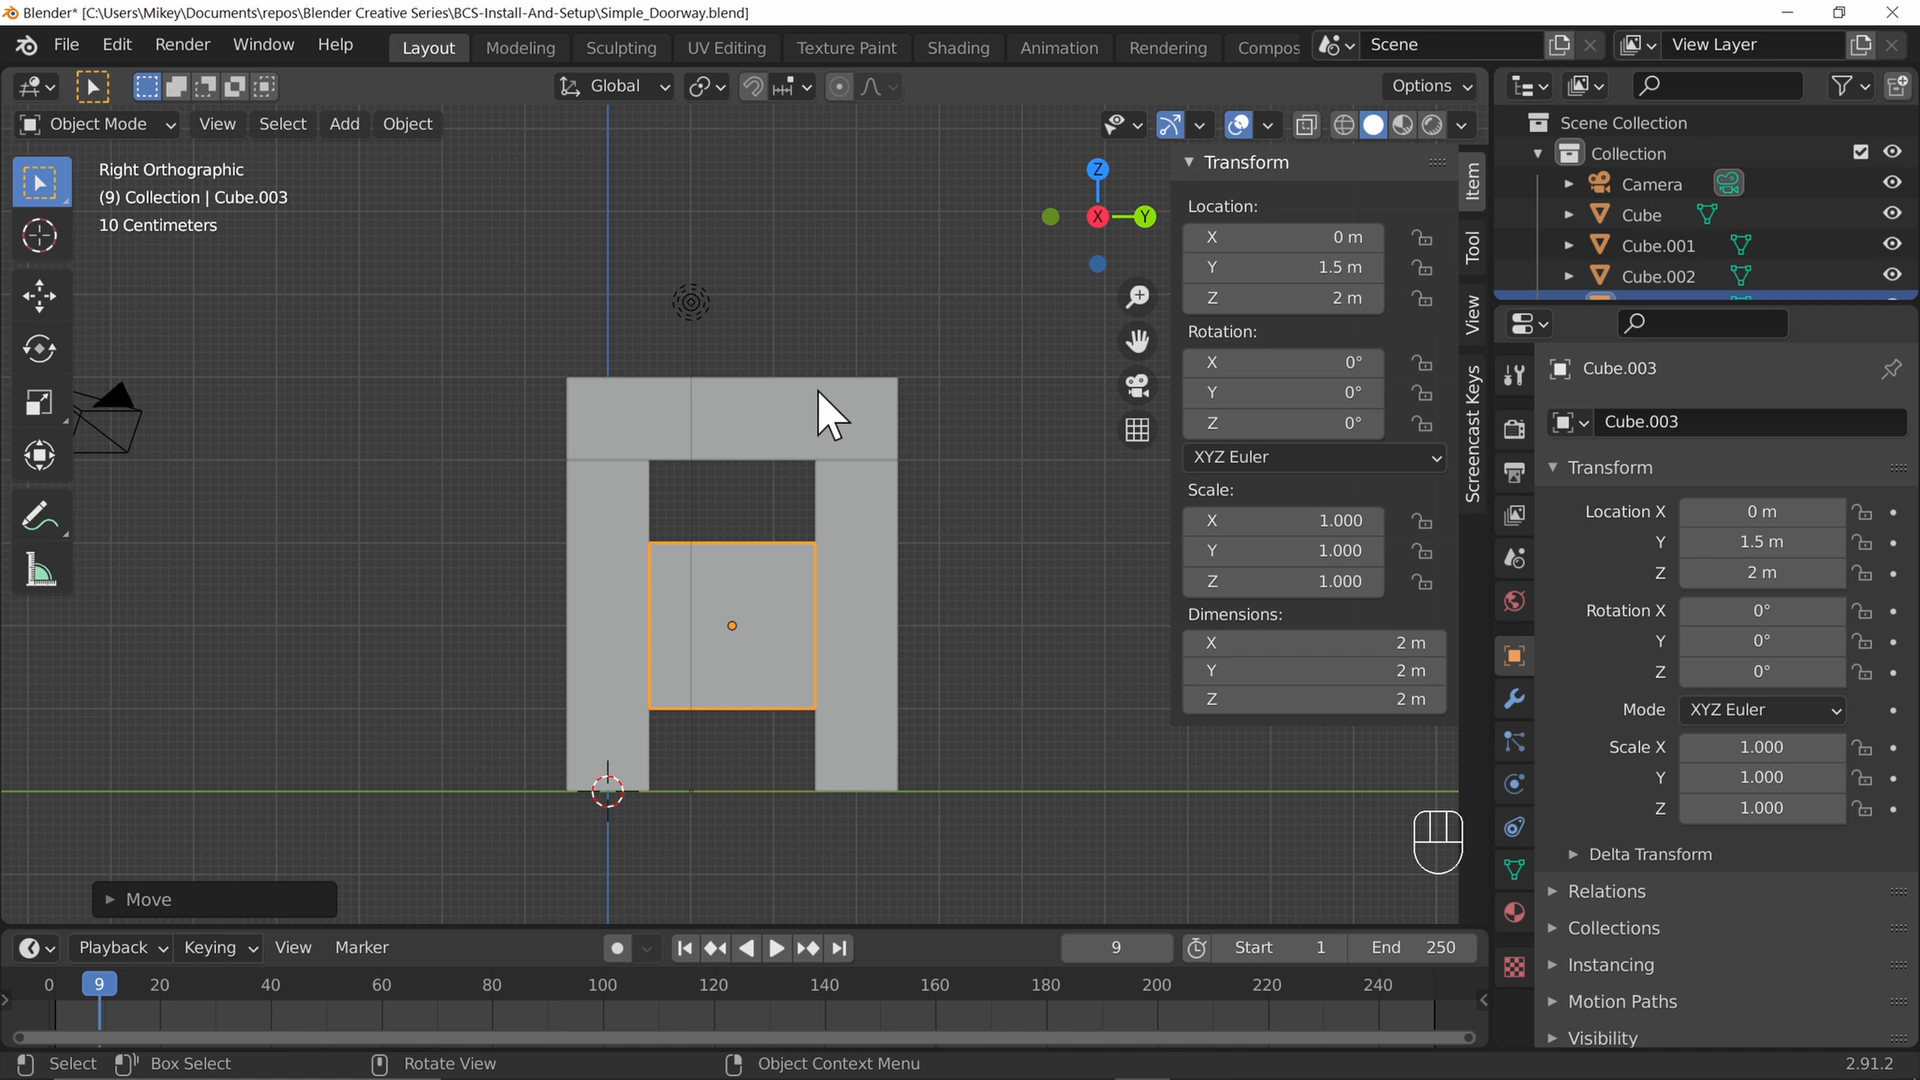 Blender* [C:\Users\Mikey\Documents\repos\Blender Creative Series\BCS-Install-And-Setup\Simple_Doorway.blend]
File Edit Render Window Help Layout Modeling Sculpting UV Editing Texture Paint Shading Animation Rendering Compos Scene View Layer
Global Options
Object Mode View Select Add Object
Right Orthographic
(9) Collection | Cube.003
10 Centimeters
Z
X
Y
Transform
Location:
X 0 m
Y 1.5 m
Z 2 m
Rotation:
X 0°
Y 0°
Z 0°
XYZ Euler
Scale:
X 1.000
Y 1.000
Z 1.000
Dimensions:
X 2 m
Y 2 m
Z 2 m
Item
Tool
View
Screencast Keys
Scene Collection
Collection
Camera
Cube
Cube.001
Cube.002
Cube.003
Cube.003
Transform
Location X 0 m
Y 1.5 m
Z 2 m
Rotation X 0°
Y 0°
Z 0°
Mode XYZ Euler
Scale X 1.000
Y 1.000
Z 1.000
Delta Transform
Relations
Collections
Instancing
Motion Paths
Visibility
Move
Playback Keying View Marker 9 Start 1 End 250
0 9 20 40 60 80 100 120 140 160 180 200 220 240
Select Box Select Rotate View Object Context Menu 2.91.2